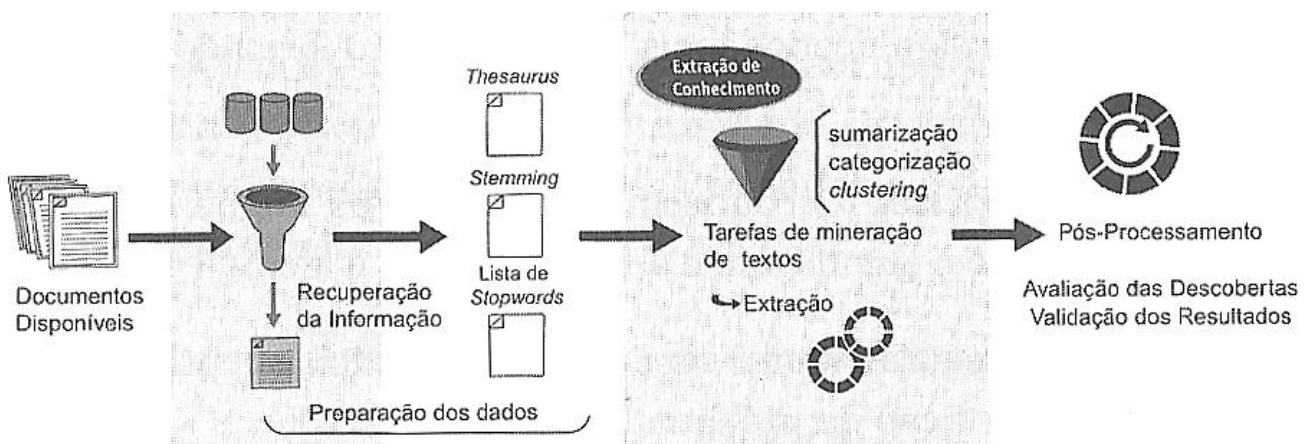 Documentos
Disponíveis
Recuperação
da Informação
Thesaurus
Stemming
Lista de
Stopwords
Preparação dos dados
Extração de
Conhecimento
sumarização
categorização
clustering
Tarefas de mineração
de textos
Extração
Pós-Processamento
Avaliação das Descobertas
Validação dos Resultados